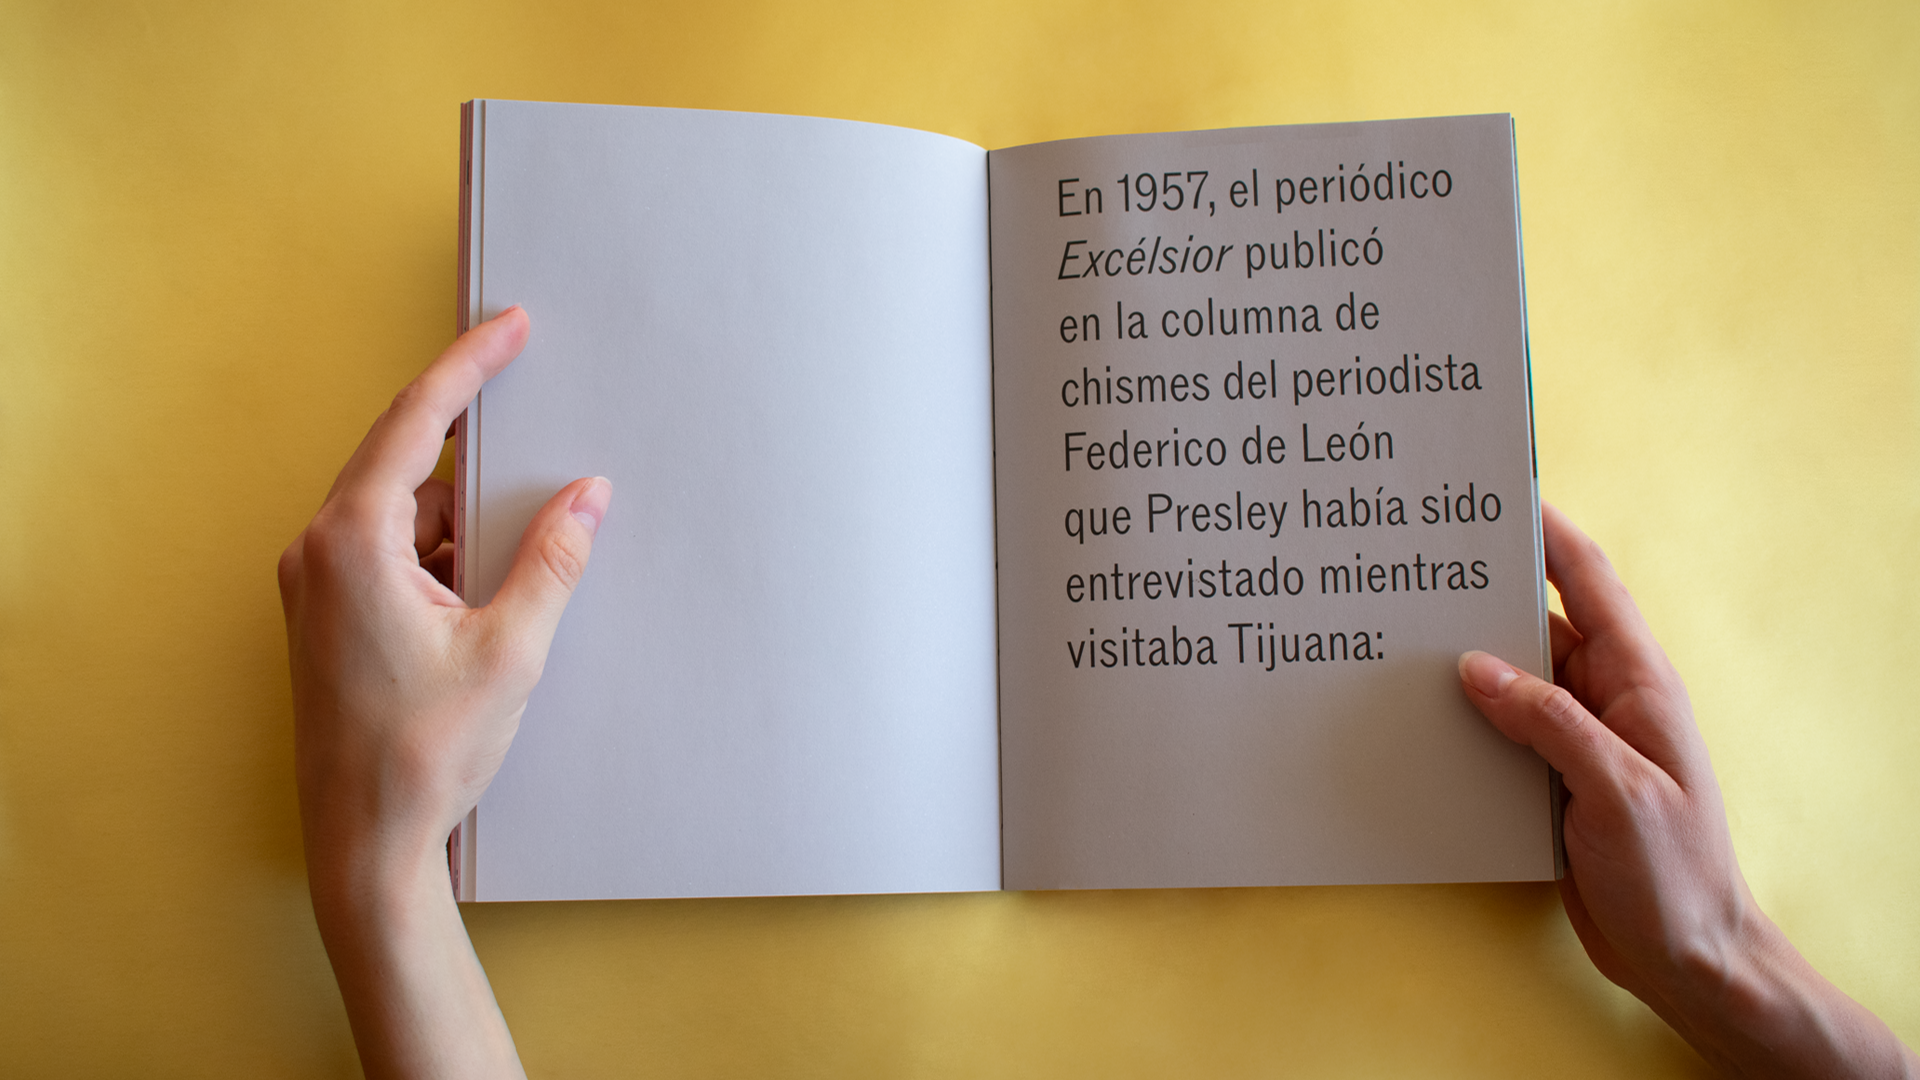 En 1957, el periódico
Excélsior publicó
en la columna de
chismes del periodista
Federico de León
que Presley había sido
entrevistado mientras
visitaba Tijuana: